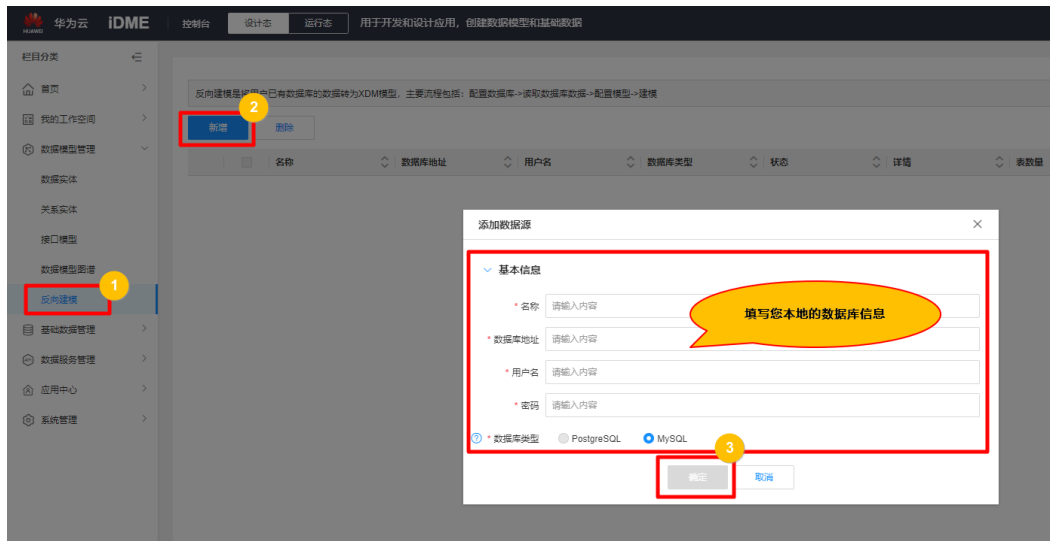 HUAWEI 华为云 iDME 控制台 设计态 运行态 用于开发和设计应用，创建数据模型和基础数据
栏目分类
首页
我的工作空间
数据模型管理
数据实体
关系实体
接口模型
数据模型图谱
1
反向建模
基础数据管理
数据服务管理
应用中心
系统管理
反向建模是将用户已有数据库的数据转为XDM模型，主要流程包括：配置数据库->读取数据库数据->配置模型->建模
2
新增 删除
名称 数据库地址 用户名 数据库类型 状态 详情 表数量
添加数据源
基本信息
* 名称 请输入内容
填写您本地的数据库信息
* 数据库地址 请输入内容
* 用户名 请输入内容
* 密码 请输入内容
* 数据库类型 PostgreSQL MySQL
3
确定 取消